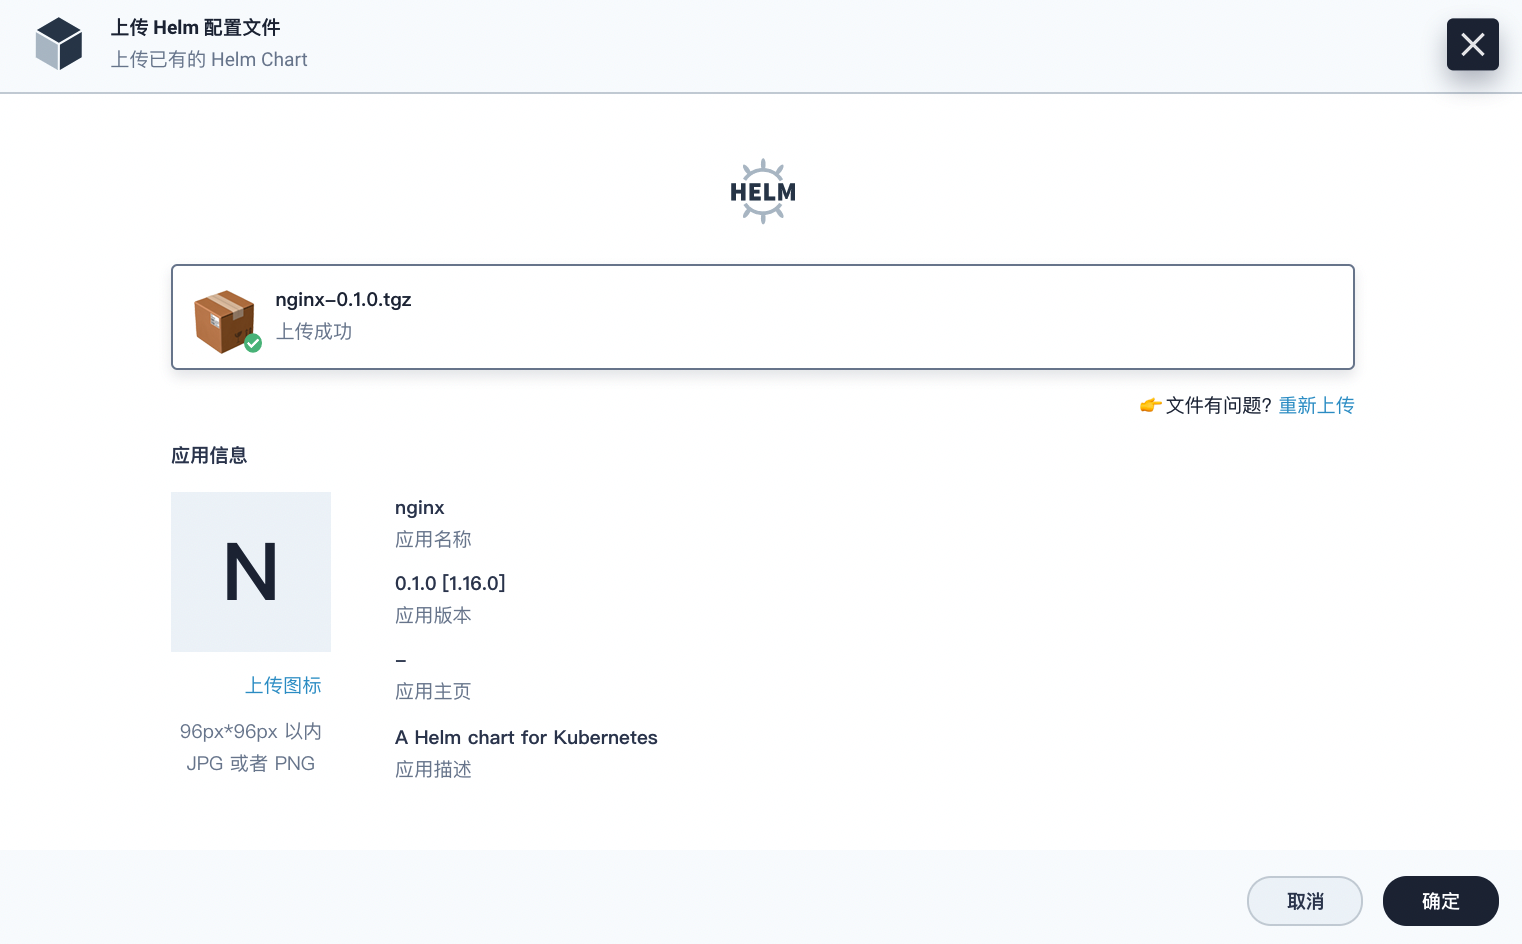 上传 Helm 配置文件
上传已有的 Helm Chart
HELM
nginx-0.1.0.tgz
上传成功
👉文件有问题? 重新上传
应用信息
N
上传图标
96px*96px 以内
JPG 或者 PNG
nginx
应用名称
0.1.0 [1.16.0]
应用版本
-
应用主页
A Helm chart for Kubernetes
应用描述
取消
确定